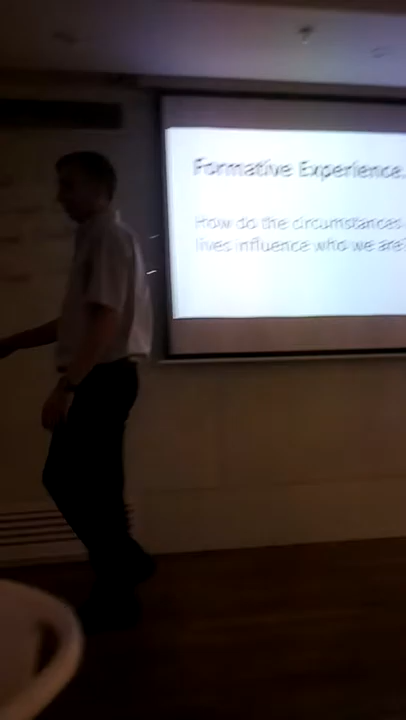 Formative Experience.
How do the circumstances
lives influence who we are?